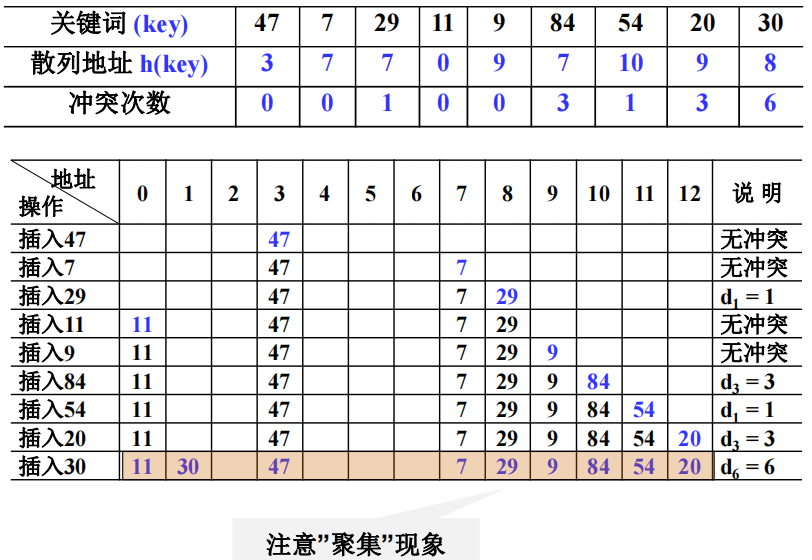 关键词 (key) 47 7 29 11 9 84 54 20 30
散列地址 h(key) 3 7 7 0 9 7 10 9 8
冲突次数 0 0 1 0 0 3 1 3 6
地址
操作
0 1 2 3 4 5 6 7 8 9 10 11 12 说 明
插入47 47 无冲突
插入7 47 7 无冲突
插入29 47 7 29 d₁ = 1
插入11 11 47 7 29 无冲突
插入9 11 47 7 29 9 无冲突
插入84 11 47 7 29 9 84 d₃ = 3
插入54 11 47 7 29 9 84 54 d₁ = 1
插入20 11 47 7 29 9 84 54 20 d₃ = 3
插入30 11 30 47 7 29 9 84 54 20 d₆ = 6
注意”聚集”现象